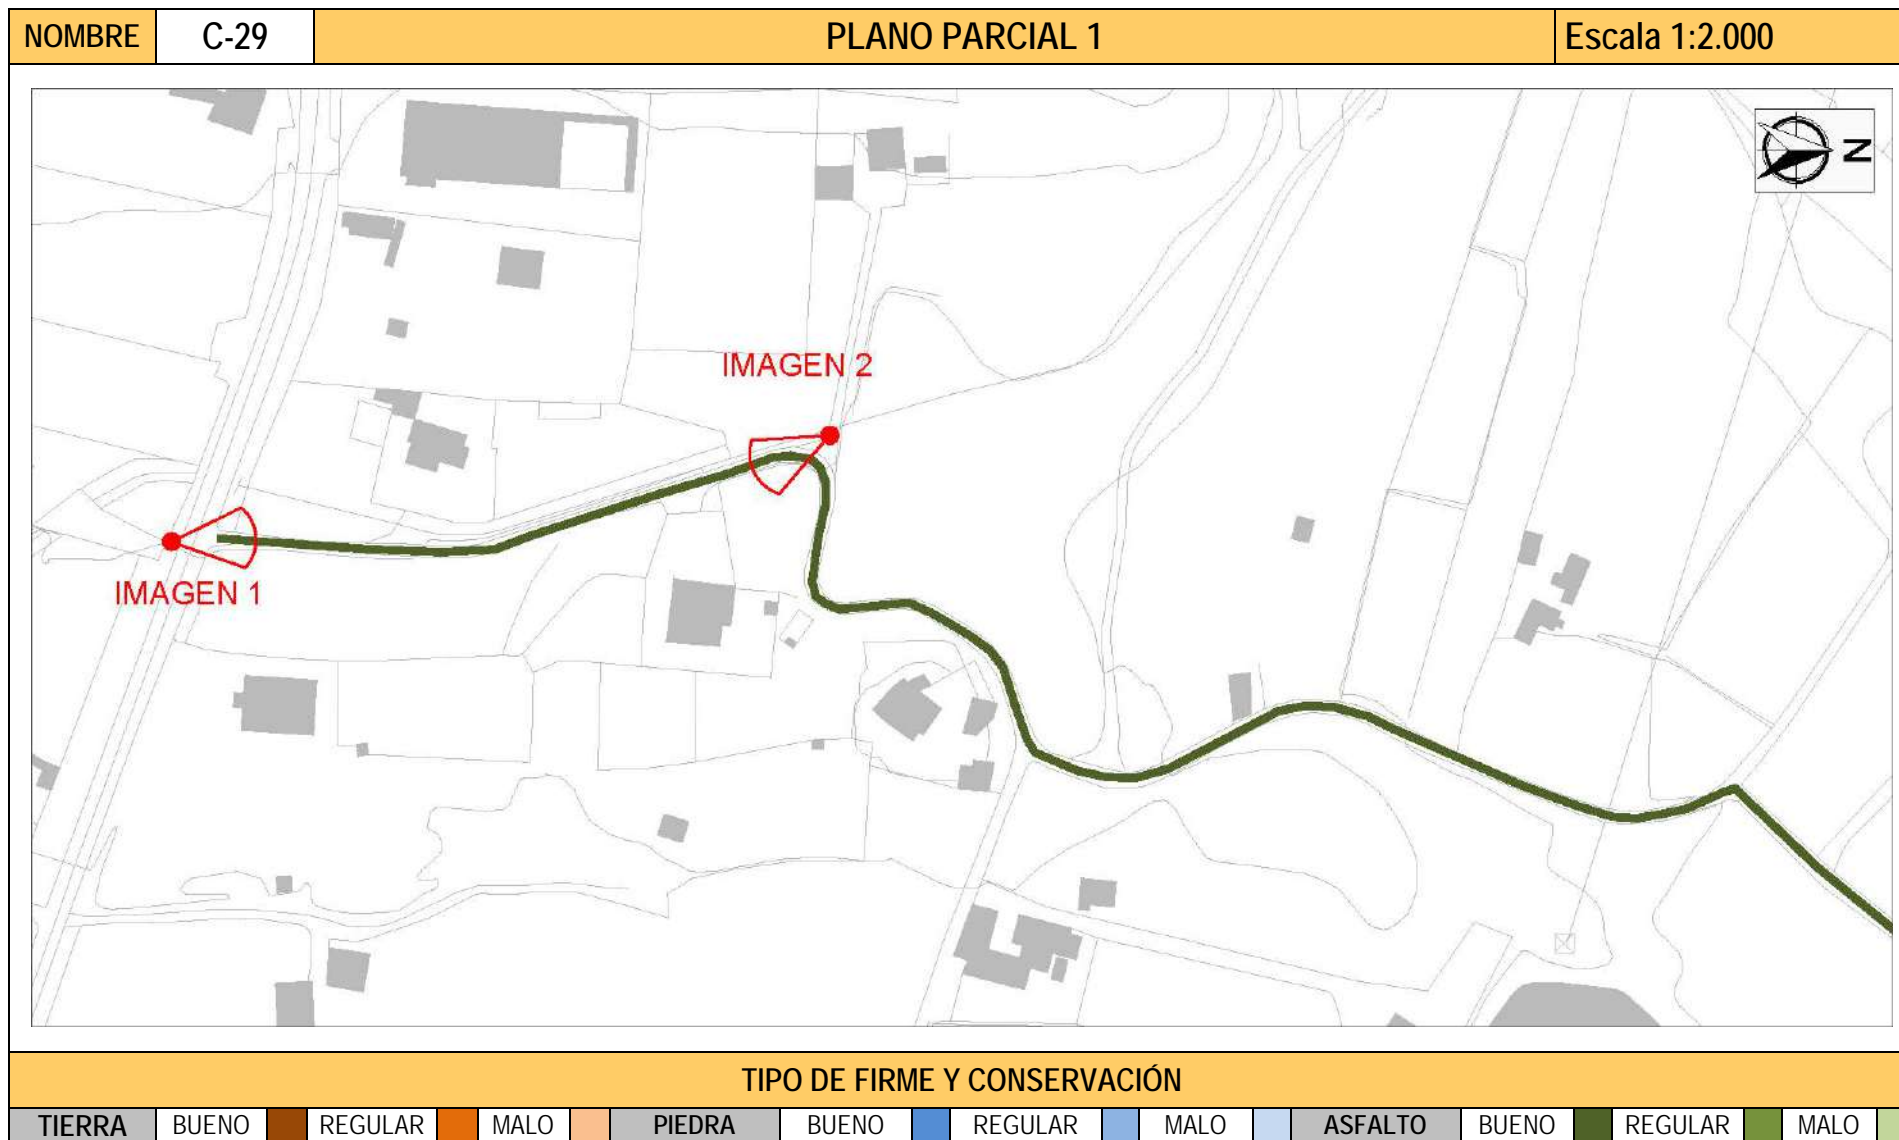 NOMBRE C-29 PLANO PARCIAL 1 Escala 1:2.000
N
IMAGEN 2
IMAGEN 1
TIPO DE FIRME Y CONSERVACIÓN
TIERRA BUENO REGULAR MALO PIEDRA BUENO REGULAR MALO ASFALTO BUENO REGULAR MALO